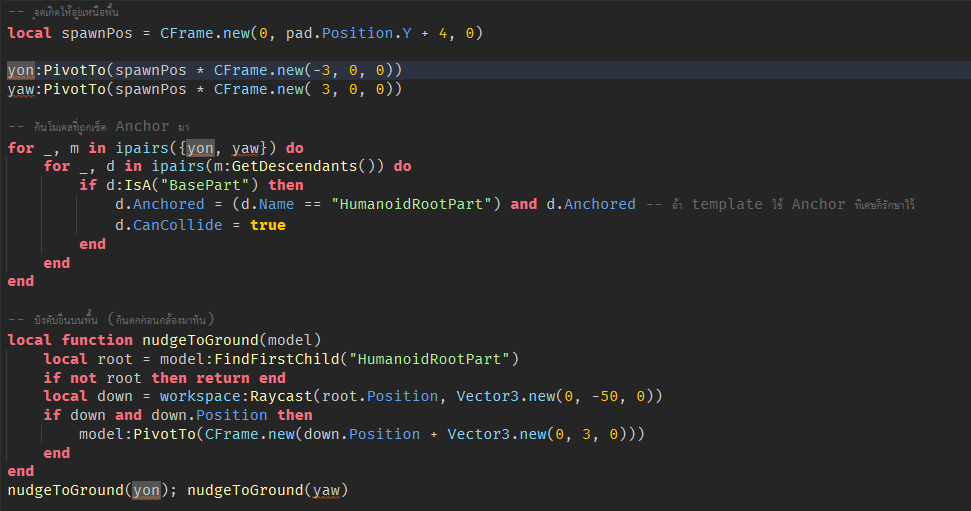 -- จุดเกิดให้อยู่เหนือพื้น
local spawnPos = CFrame.new(0, pad.Position.Y + 4, 0)
yon:PivotTo(spawnPos * CFrame.new(-3, 0, 0))
yaw:PivotTo(spawnPos * CFrame.new( 3, 0, 0))
-- กันโมเดลที่ถูกเซ็ต Anchor มา
for _, m in ipairs({yon, yaw}) do
    for _, d in ipairs(m:GetDescendants()) do
        if d:IsA("BasePart") then
            d.Anchored = (d.Name == "HumanoidRootPart") and d.Anchored -- ถ้า template ใช้ Anchor พิเศษก็รักษาไว้
            d.CanCollide = true
        end
    end
end
-- บังคับยืนบนพื้น (กันตกก่อนกล้องมาทัน)
local function nudgeToGround(model)
    local root = model:FindFirstChild("HumanoidRootPart")
    if not root then return end
    local down = workspace:Raycast(root.Position, Vector3.new(0, -50, 0))
    if down and down.Position then
        model:PivotTo(CFrame.new(down.Position + Vector3.new(0, 3, 0)))
    end
end
nudgeToGround(yon); nudgeToGround(yaw)